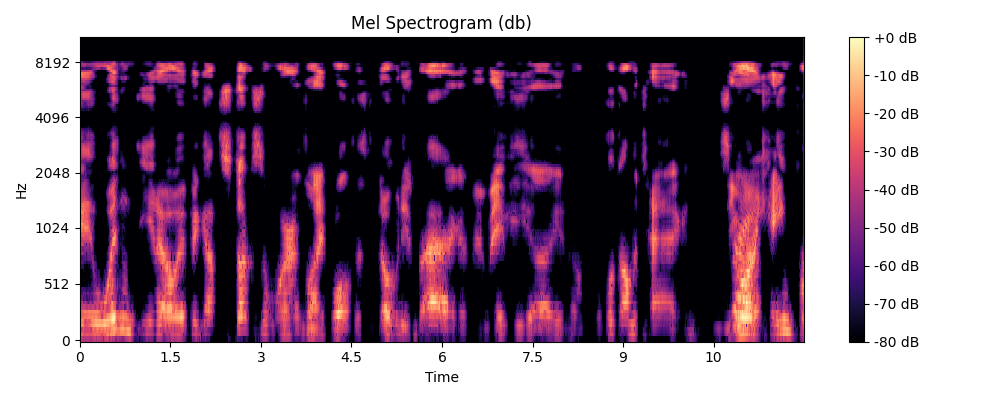 Mel Spectrogram (db)
Hz
8192
4096
2048
1024
512
0
0 1.5 3 4.5 6 7.5 9 10
Time
+0 dB
-10 dB
-20 dB
-30 dB
-40 dB
-50 dB
-60 dB
-70 dB
-80 dB